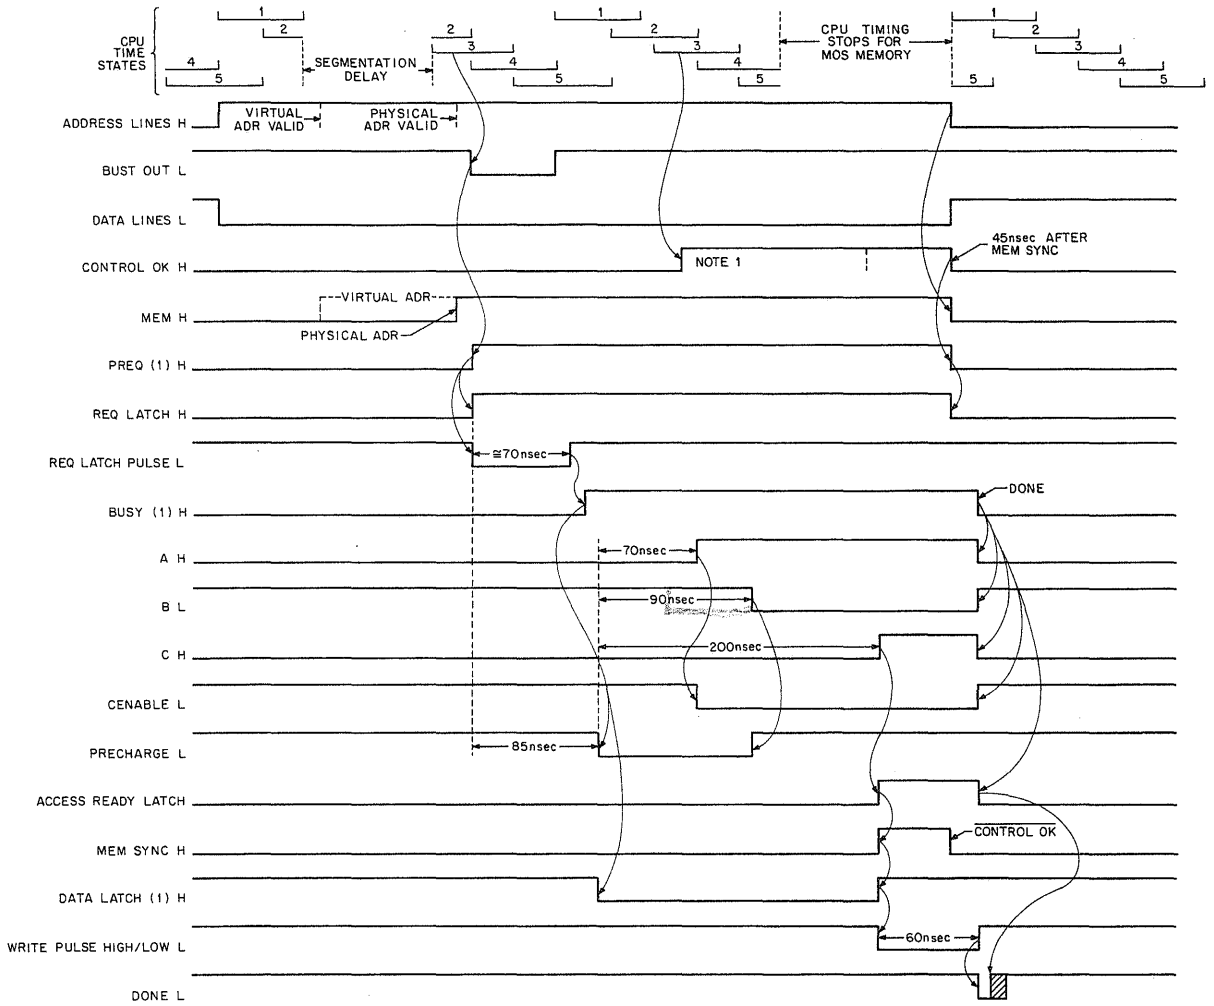 1 1 1
CPU TIME STATES
2 2 2 2
3 3 3
4 4 4 4
5 5 5 5 5
SEGMENTATION DELAY
CPU TIMING STOPS FOR MOS MEMORY
ADDRESS LINES H
VIRTUAL ADR VALID
PHYSICAL ADR VALID
BUST OUT L
DATA LINES L
CONTROL OK H
NOTE 1
45nsec AFTER MEM SYNC
MEM H
VIRTUAL ADR
PHYSICAL ADR
PREQ (1) H
REQ LATCH H
REQ LATCH PULSE L
≅70nsec
BUSY (1) H
DONE
A H
70nsec
B L
90nsec
C H
200nsec
CENABLE L
PRECHARGE L
85nsec
ACCESS READY LATCH
MEM SYNC H
CONTROL OK
DATA LATCH (1) H
WRITE PULSE HIGH/LOW L
60nsec
DONE L